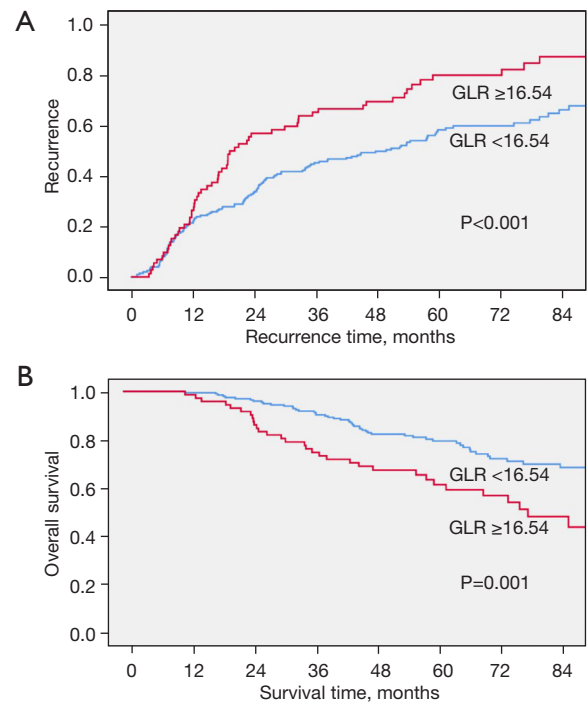 A
1.0
0.8
0.6
0.4
0.2
0.0
Recurrence
GLR ≥16.54
GLR <16.54
P<0.001
0 12 24 36 48 60 72 84
Recurrence time, months
B
1.0
0.8
0.6
0.4
0.2
0.0
Overall survival
GLR <16.54
GLR ≥16.54
P=0.001
0 12 24 36 48 60 72 84
Survival time, months